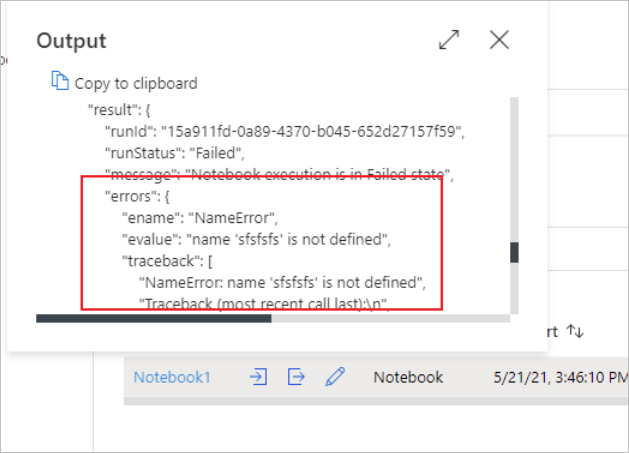 Output
Copy to clipboard
"result": {
"runId": "15a911fd-0a89-4370-b045-652d27157f59",
"runStatus": "Failed",
"message": "Notebook execution is in Failed state",
"errors": {
"ename": "NameError",
"evalue": "name 'sfsfsfs' is not defined",
"traceback": [
"NameError: name 'sfsfsfs' is not defined",
"Traceback (most recent call last):\n",
rt
Notebook1 Notebook 5/21/21, 3:46:10 PM